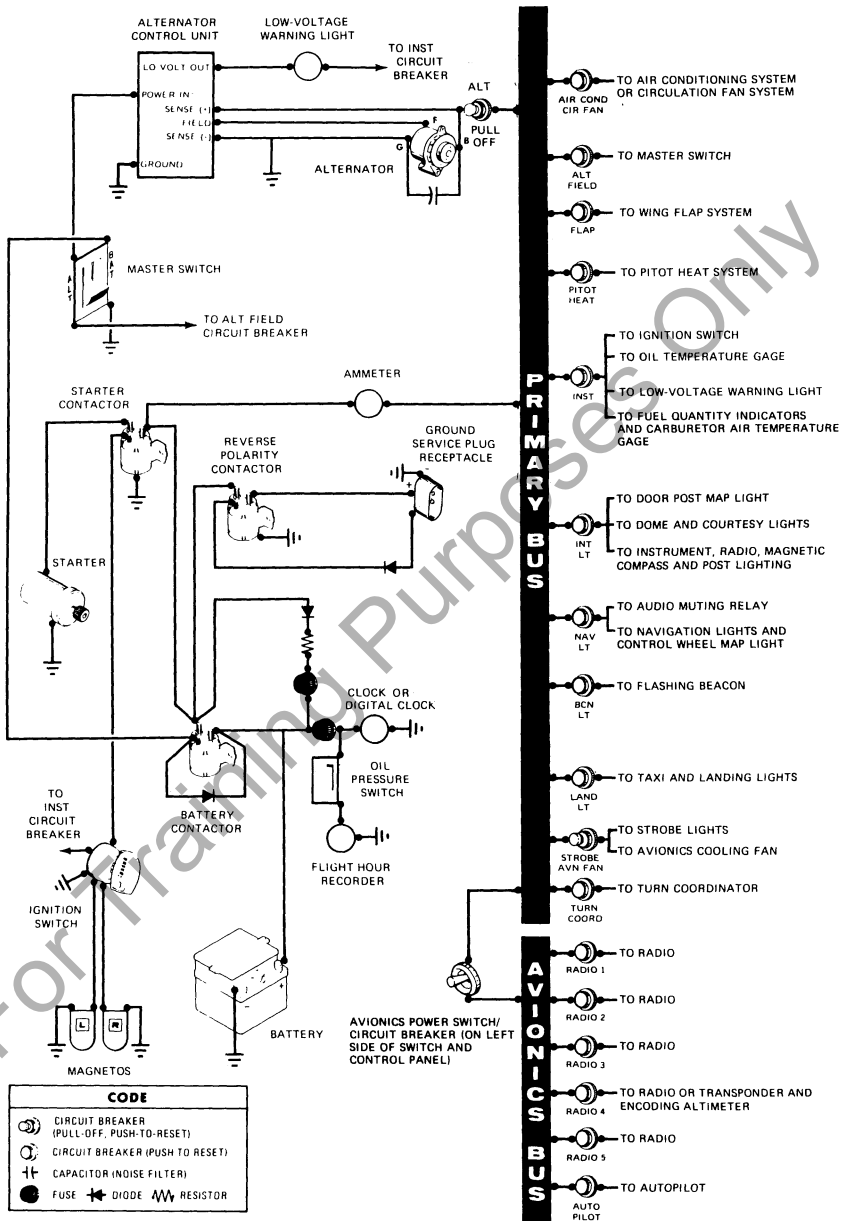 ALTERNATOR
CONTROL UNIT
LOW-VOLTAGE
WARNING LIGHT
TO INST
CIRCUIT
BREAKER
LO VOLT OUT
POWER IN
SENSE (+)
FIELD
SENSE (-)
GROUND
F
G
B
ALT
PULL
OFF
ALTERNATOR
C
ALT
BAT
MASTER SWITCH
TO ALT FIELD
CIRCUIT BREAKER
AMMETER
STARTER
CONTACTOR
REVERSE
POLARITY
CONTACTOR
GROUND
SERVICE PLUG
RECEPTACLE
-
+
STARTER
CLOCK OR
DIGITAL CLOCK
OIL
PRESSURE
SWITCH
BATTERY
CONTACTOR
FLIGHT HOUR
RECORDER
TO
INST
CIRCUIT
BREAKER
IGNITION
SWITCH
L
R
MAGNETOS
-
+
BATTERY
AVIONICS POWER SWITCH/
CIRCUIT BREAKER (ON LEFT
SIDE OF SWITCH AND
CONTROL PANEL)
PRIMARY BUS
AIR COND
CIR FAN
TO AIR CONDITIONING SYSTEM
OR CIRCULATION FAN SYSTEM
ALT
FIELD
TO MASTER SWITCH
FLAP
TO WING FLAP SYSTEM
PITOT
HEAT
TO PITOT HEAT SYSTEM
INST
TO IGNITION SWITCH
TO OIL TEMPERATURE GAGE
TO LOW-VOLTAGE WARNING LIGHT
TO FUEL QUANTITY INDICATORS
AND CARBURETOR AIR TEMPERATURE
GAGE
INT
LT
TO DOOR POST MAP LIGHT
TO DOME AND COURTESY LIGHTS
TO INSTRUMENT, RADIO, MAGNETIC
COMPASS AND POST LIGHTING
NAV
LT
TO AUDIO MUTING RELAY
TO NAVIGATION LIGHTS AND
CONTROL WHEEL MAP LIGHT
BCN
LT
TO FLASHING BEACON
LAND
LT
TO TAXI AND LANDING LIGHTS
STROBE
AVN FAN
TO STROBE LIGHTS
TO AVIONICS COOLING FAN
TURN
COORD
TO TURN COORDINATOR
AVIONICS BUS
RADIO 1
TO RADIO
RADIO 2
TO RADIO
RADIO 3
TO RADIO
RADIO 4
TO RADIO OR TRANSPONDER AND
ENCODING ALTIMETER
RADIO 5
TO RADIO
AUTO
PILOT
TO AUTOPILOT
CODE
CIRCUIT BREAKER
(PULL-OFF, PUSH-TO-RESET)
CIRCUIT BREAKER (PUSH TO RESET)
CAPACITOR (NOISE FILTER)
FUSE DIODE RESISTOR
For Training Purposes Only